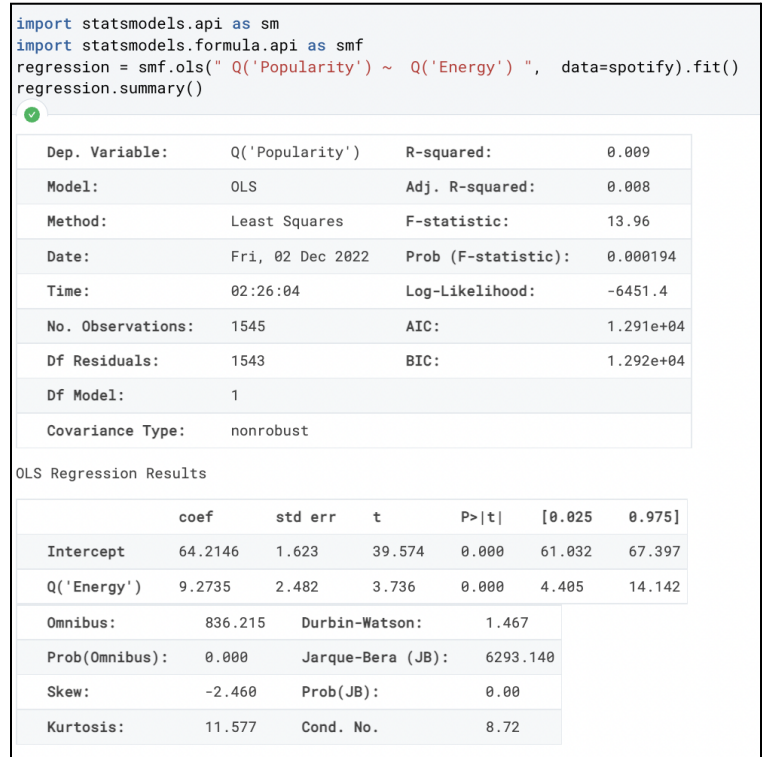 import statsmodels.api as sm
import statsmodels.formula.api as smf
regression = smf.ols(" Q('Popularity') ~  Q('Energy') ",  data=spotify).fit()
regression.summary()
Dep. Variable: Q('Popularity') R-squared: 0.009
Model: OLS Adj. R-squared: 0.008
Method: Least Squares F-statistic: 13.96
Date: Fri, 02 Dec 2022 Prob (F-statistic): 0.000194
Time: 02:26:04 Log-Likelihood: -6451.4
No. Observations: 1545 AIC: 1.291e+04
Df Residuals: 1543 BIC: 1.292e+04
Df Model: 1
Covariance Type: nonrobust
OLS Regression Results
coef std err t P>|t| [0.025 0.975]
Intercept 64.2146 1.623 39.574 0.000 61.032 67.397
Q('Energy') 9.2735 2.482 3.736 0.000 4.405 14.142
Omnibus: 836.215 Durbin-Watson: 1.467
Prob(Omnibus): 0.000 Jarque-Bera (JB): 6293.140
Skew: -2.460 Prob(JB): 0.00
Kurtosis: 11.577 Cond. No. 8.72